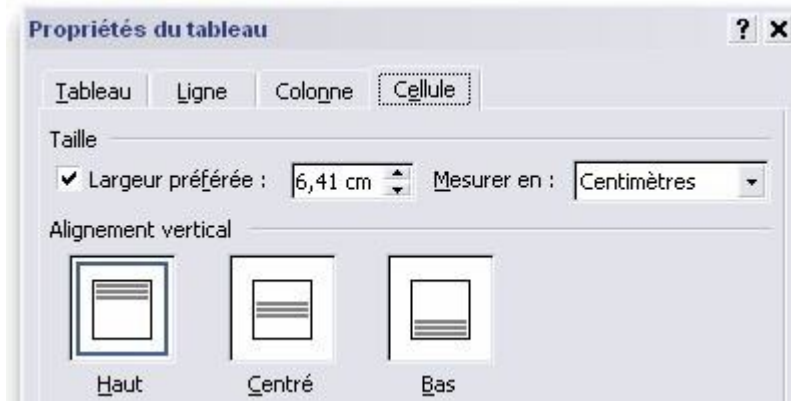 Propriétés du tableau
Tableau Ligne Colonne Cellule
Taille
Largeur préférée : 6,41 cm Mesurer en : Centimètres
Alignement vertical
Haut Centré Bas